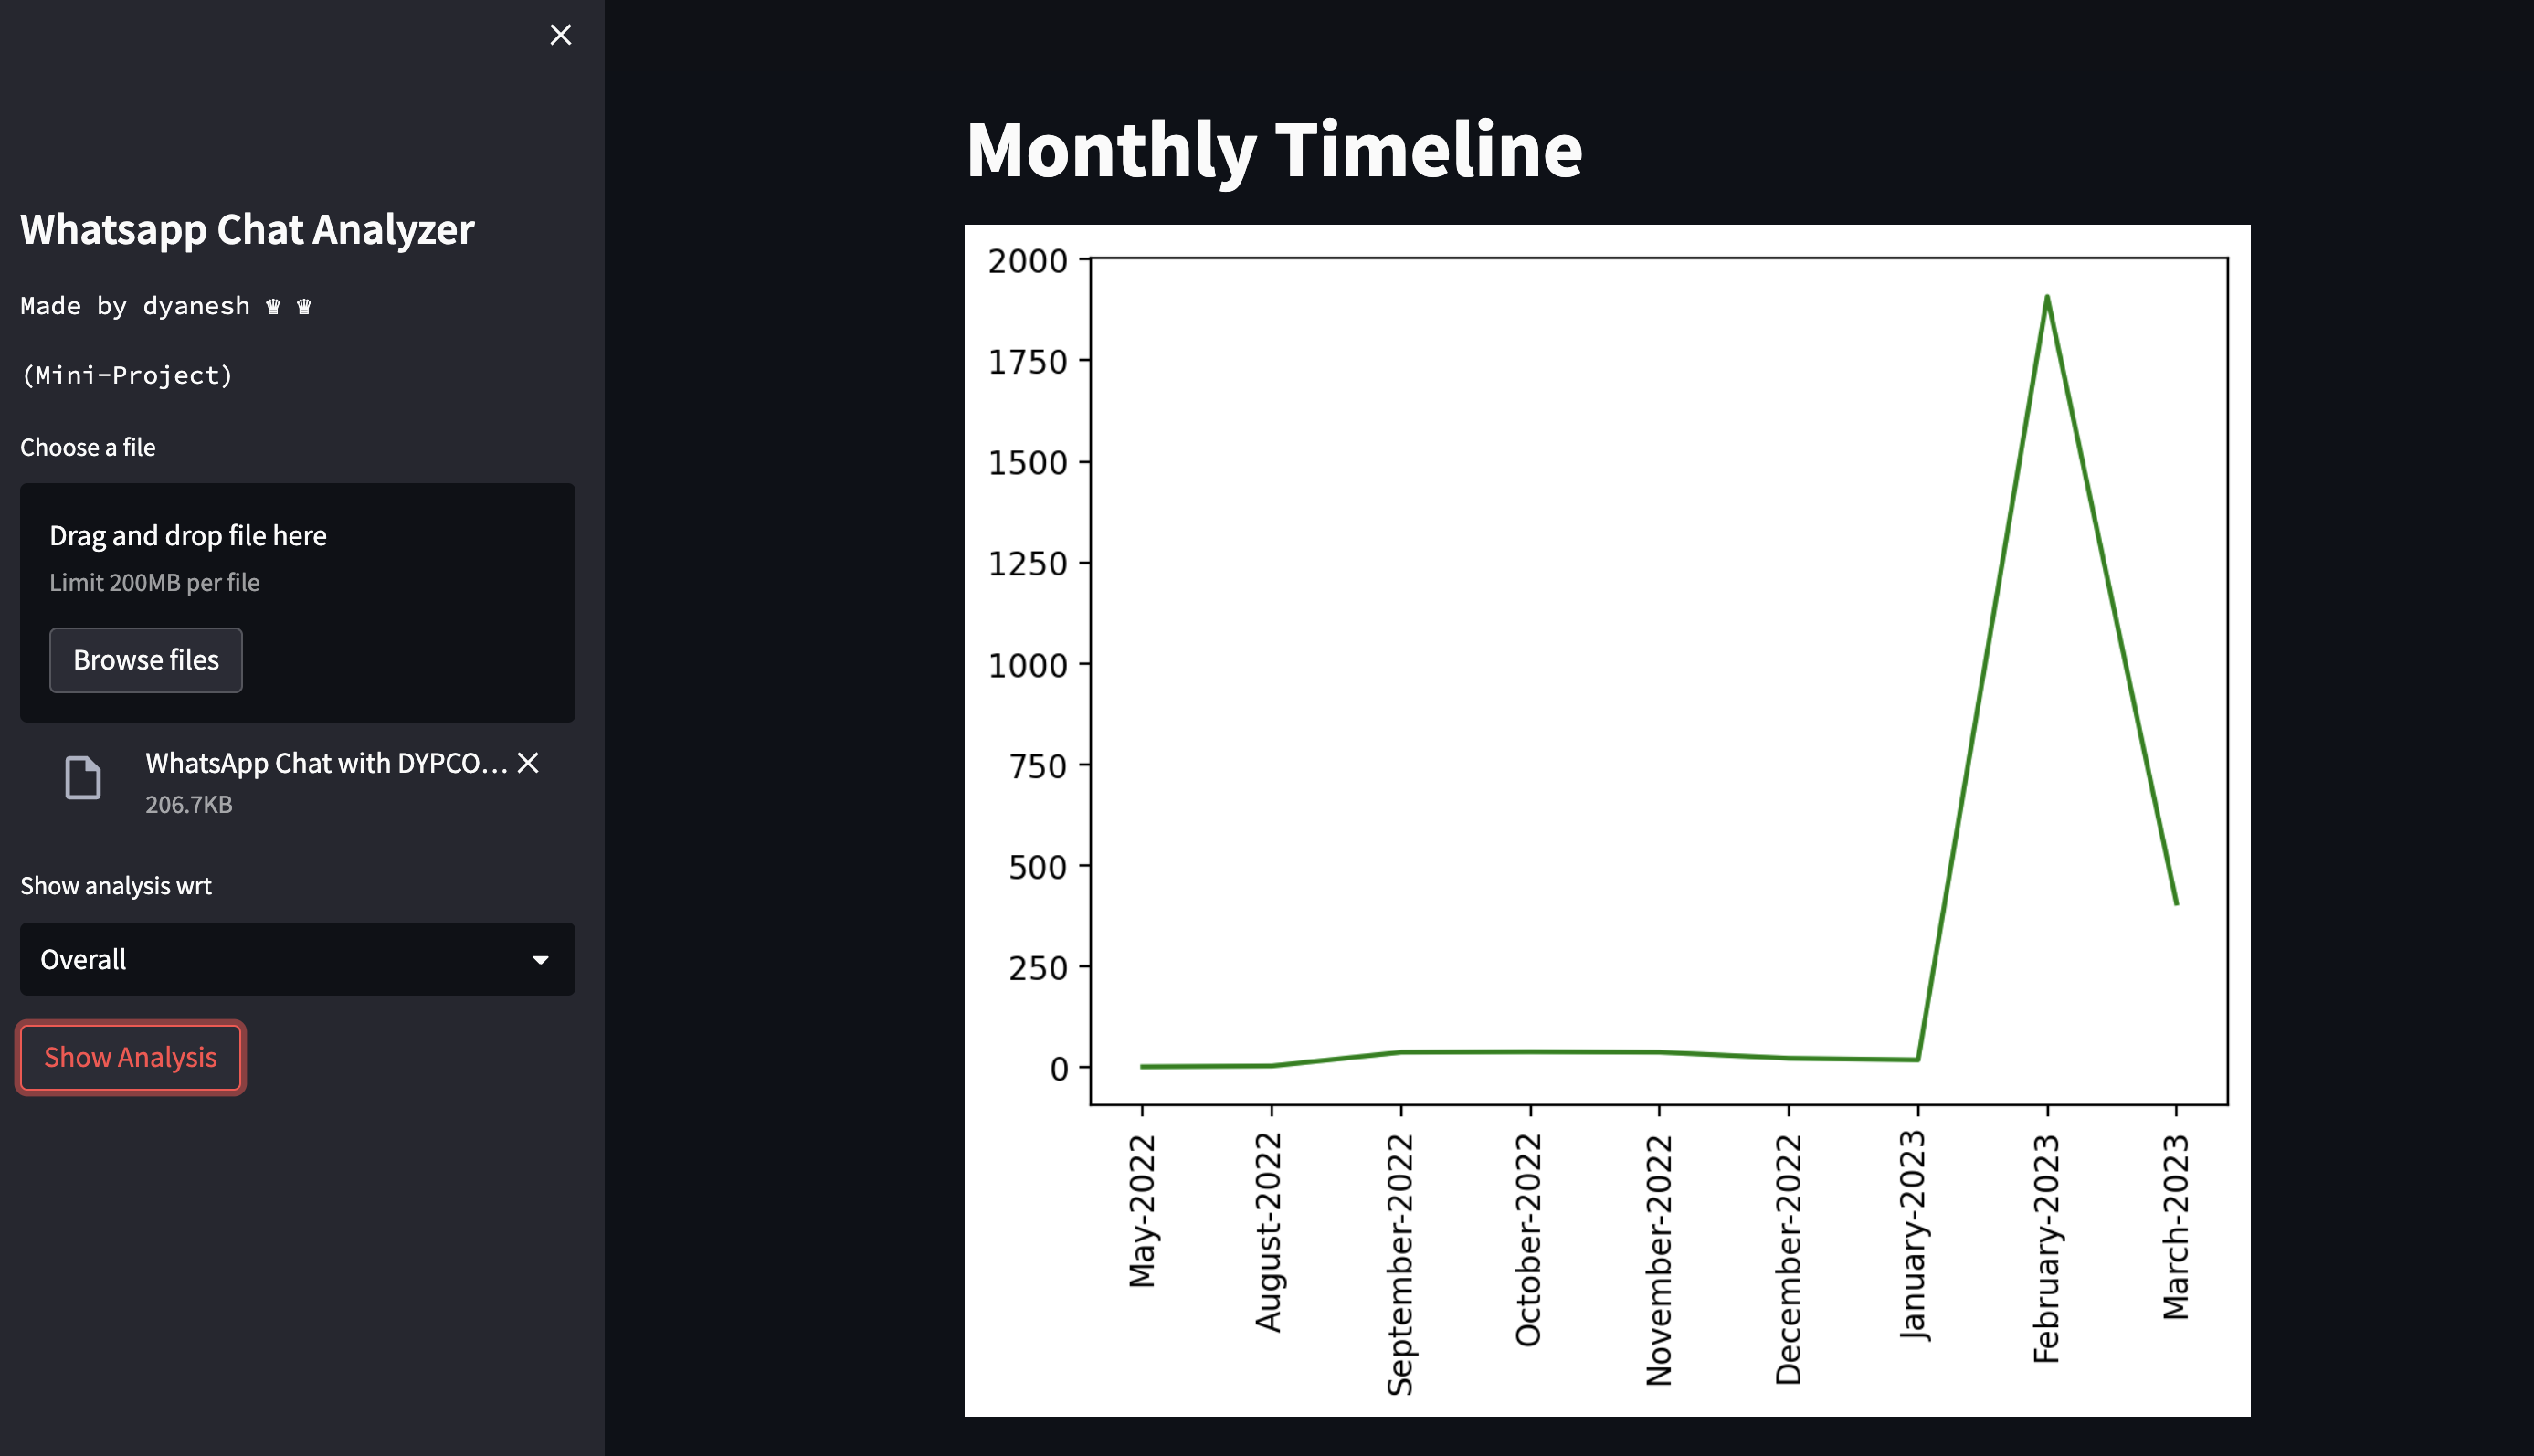 Whatsapp Chat Analyzer
Made by dyanesh ♛ ♛
(Mini-Project)
Choose a file
Drag and drop file here
Limit 200MB per file
Browse files
WhatsApp Chat with DYPCO...
206.7KB
Show analysis wrt
Overall
Show Analysis
Monthly Timeline
2000
1750
1500
1250
1000
750
500
250
0
May-2022
August-2022
September-2022
October-2022
November-2022
December-2022
January-2023
February-2023
March-2023